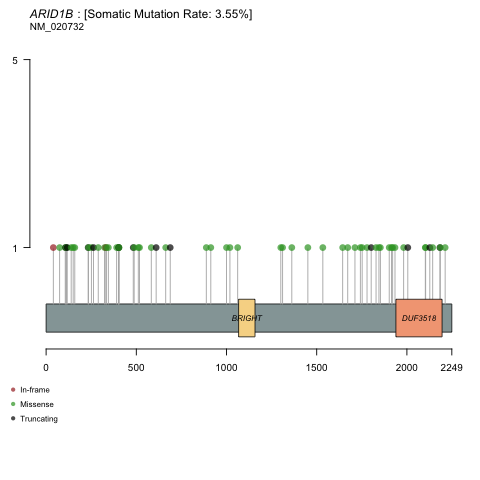 ARID1B : [Somatic Mutation Rate: 3.55%]
NM_020732
5
1
BRIGHT DUF3518
0 500 1000 1500 2000 2249
In-frame
Missense
Truncating